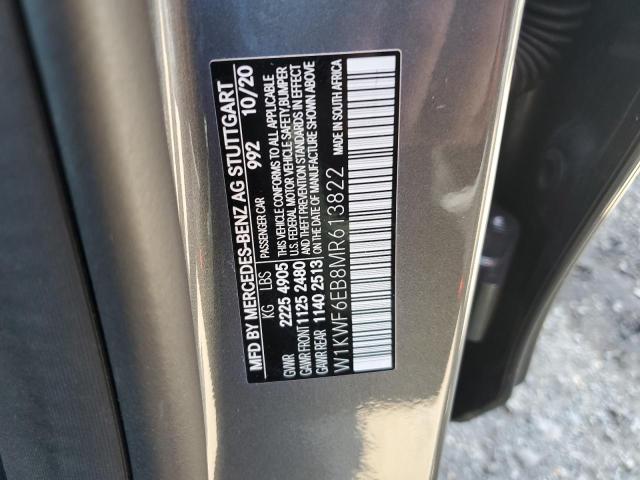 MFD BY MERCEDES-BENZ AG STUTTGART
PASSENGER CAR 992 10/20
KG LBS
GVWR 2225 4905
GAWR FRONT 1125 2480
GAWR REAR 1140 2513
THIS VEHICLE CONFORMS TO ALL APPLICABLE
U.S. FEDERAL MOTOR VEHICLE SAFETY,BUMPER
AND THEFT PREVENTION STANDARDS IN EFFECT
ON THE DATE OF MANUFACTURE SHOWN ABOVE
W1KWF6EB8MR613822
MADE IN SOUTH AFRICA